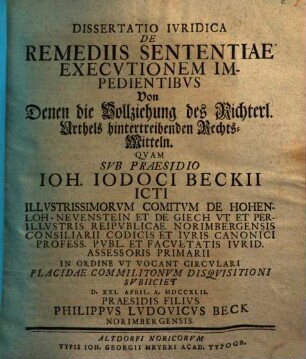 DISSERTATIO IVRIDICA
DE
REMEDIIS SENTENTIAE
EXECVTIONEM IM-
PEDIENTIBVS
Von
Denen die Vollziehung des Richterl.
Urthels hintertreibenden Rechts-
Mitteln.
QVAM
SVB PRAESIDIO
IOH. IODOCI BECKII
ICTI
ILLVSTRISSIMORVM COMITVM DE HOHEN-
LOH-NEVENSTEIN ET DE GIECH VT ET PER-
ILLVSTRIS REIPVBLICAE NORIMBERGENSIS
CONSILIARII CODICIS ET IVRIS CANONICI
PROFESS. PVBL. ET FACVLTATIS IVRID.
ASSESSORIS PRIMARII
IN ORDINE VT VOCANT CIRCVLARI
PLACIDAE COMMILITONVM DISQVISITIONI
SVBIICIET
D. XXI. APRIL. A. MDCCXLII.
PRAESIDIS FILIVS
PHILIPPVS LVDOVICVS BECK
NORIMBERGENSIS.
ALTDORFI NORICORVM
TYPIS IOH. GEORGII MEYERI ACAD. TYPOGR.